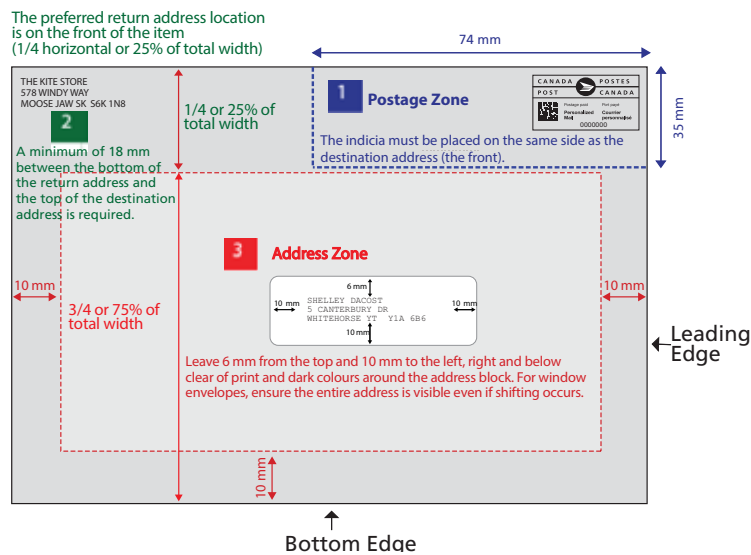 The preferred return address location
is on the front of the item
(1/4 horizontal or 25% of total width)
74 mm
THE KITE STORE
578 WINDY WAY
MOOSE JAW SK  S6K 1N8
1/4 or 25% of
total width
1
Postage Zone
CANADA POSTES
POST CANADA
Postage paid Port payé
Personalized Courrier
Mail personnalisé
0000000
35 mm
The indicia must be placed on the same side as the
destination address (the front).
2
A minimum of 18 mm
between the bottom of
the return address and
the top of the destination
address is required.
3
Address Zone
10 mm
10 mm
3/4 or 75% of
total width
6 mm
10 mm
10 mm
SHELLEY DACOST
5 CANTERBURY DR
WHITEHORSE YT  Y1A 6B6
10 mm
Leading
Edge
Leave 6 mm from the top and 10 mm to the left, right and below
clear of print and dark colours around the address block. For window
envelopes, ensure the entire address is visible even if shifting occurs.
10 mm
Bottom Edge